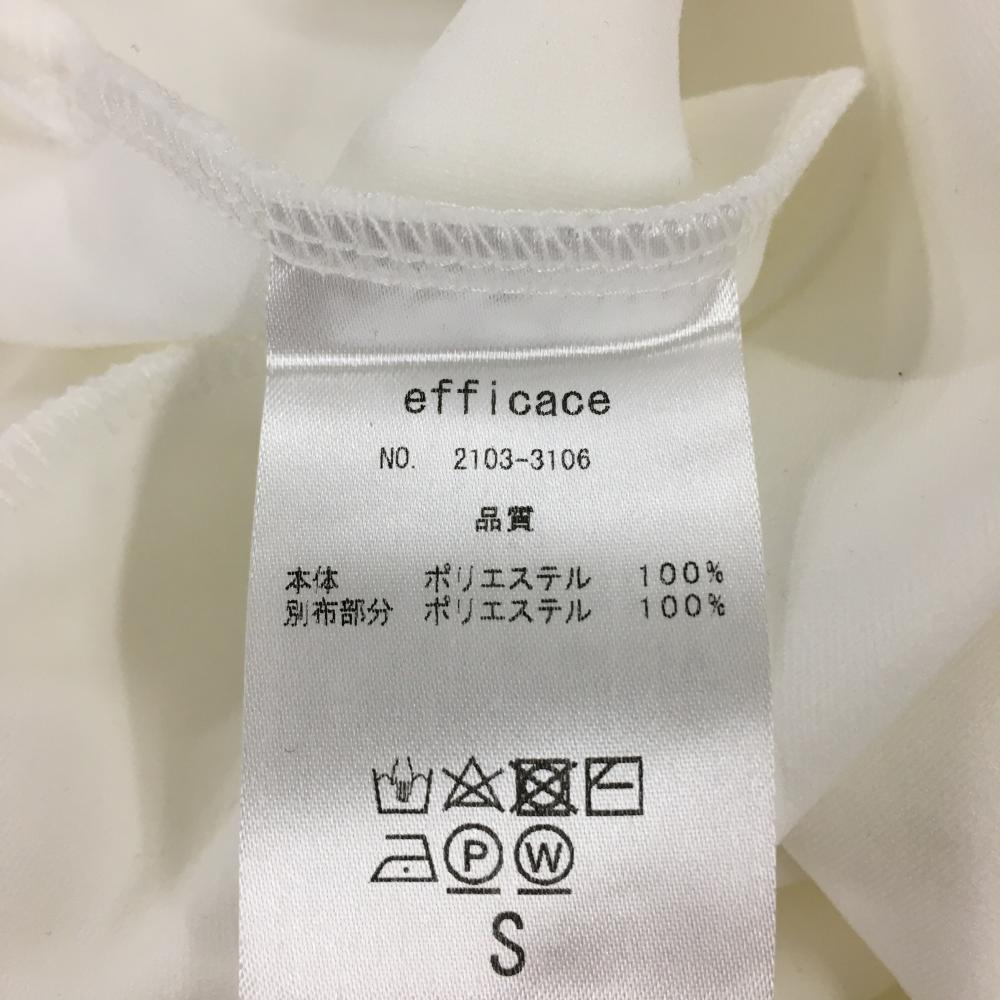 efficace
NO. 2103-3106
品質
本体 ポリエステル 100%
別布部分 ポリエステル 100%
P W
S